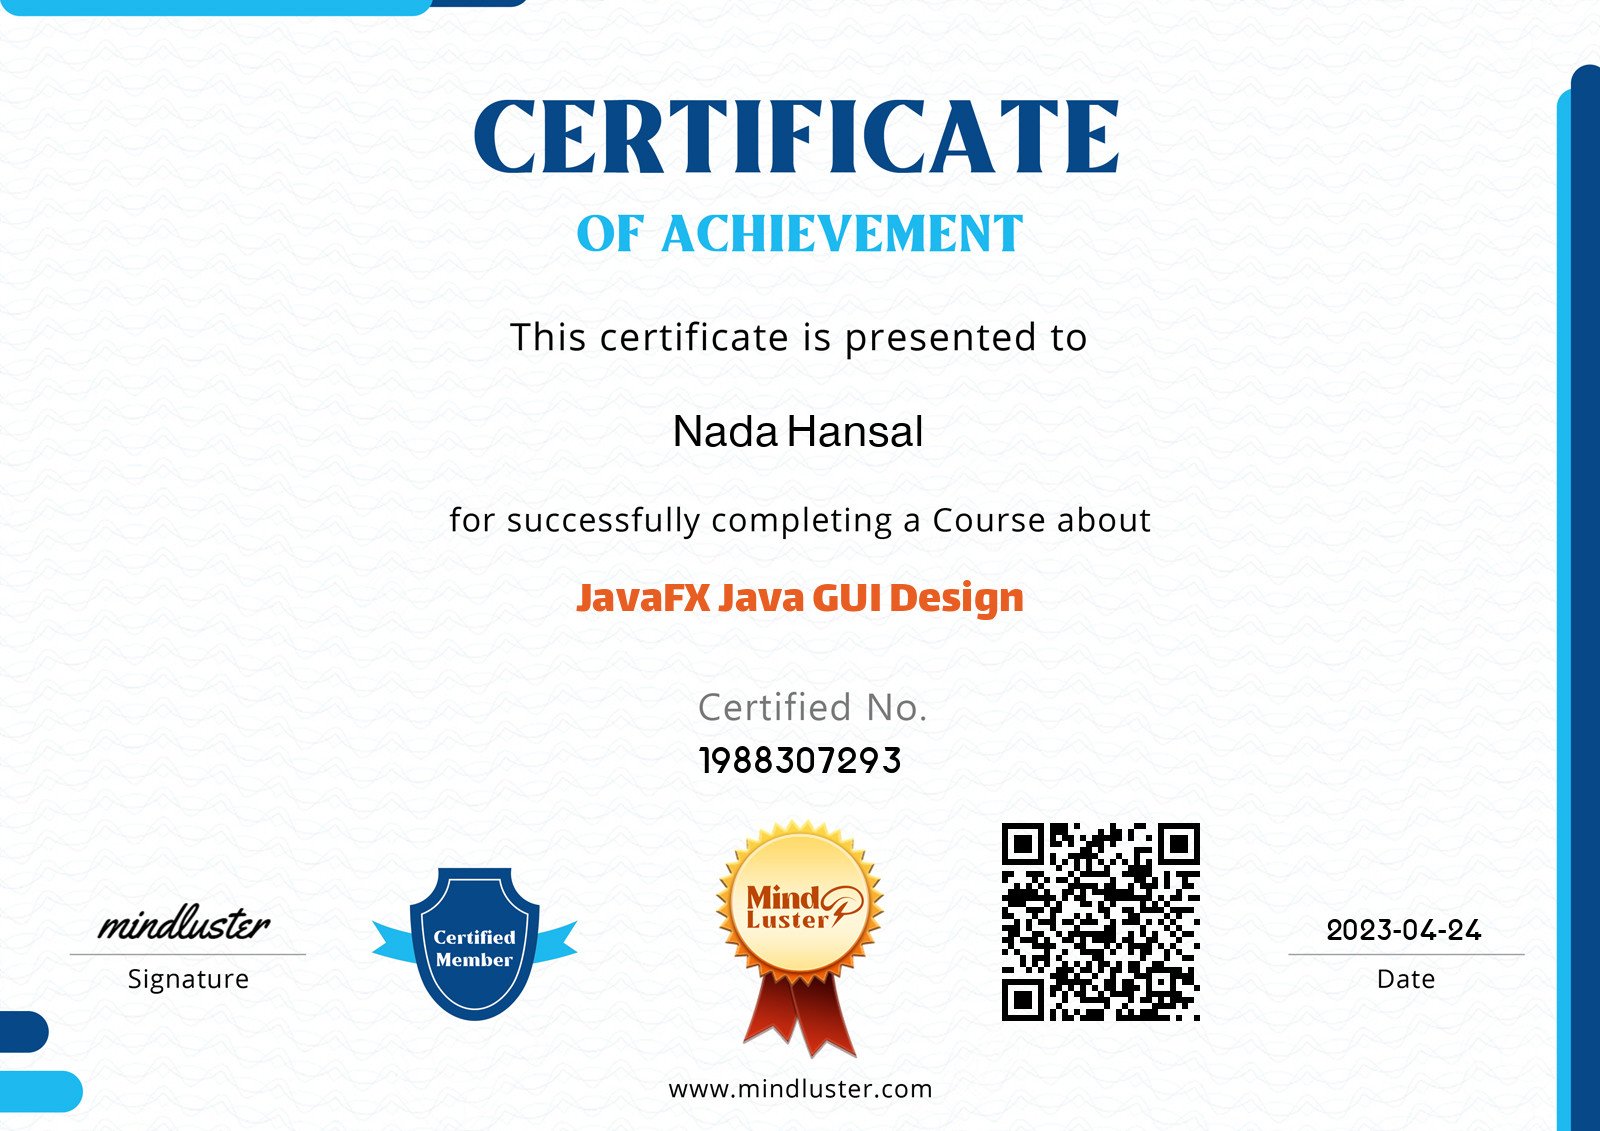 CERTIFICATE
OF ACHIEVEMENT
This certificate is presented to
Nada Hansal
for successfully completing a Course about
JavaFX Java GUI Design
Certified No.
1988307293
mindluster
Signature
Certified
Member
Mind
Luster
2023-04-24
Date
www.mindluster.com